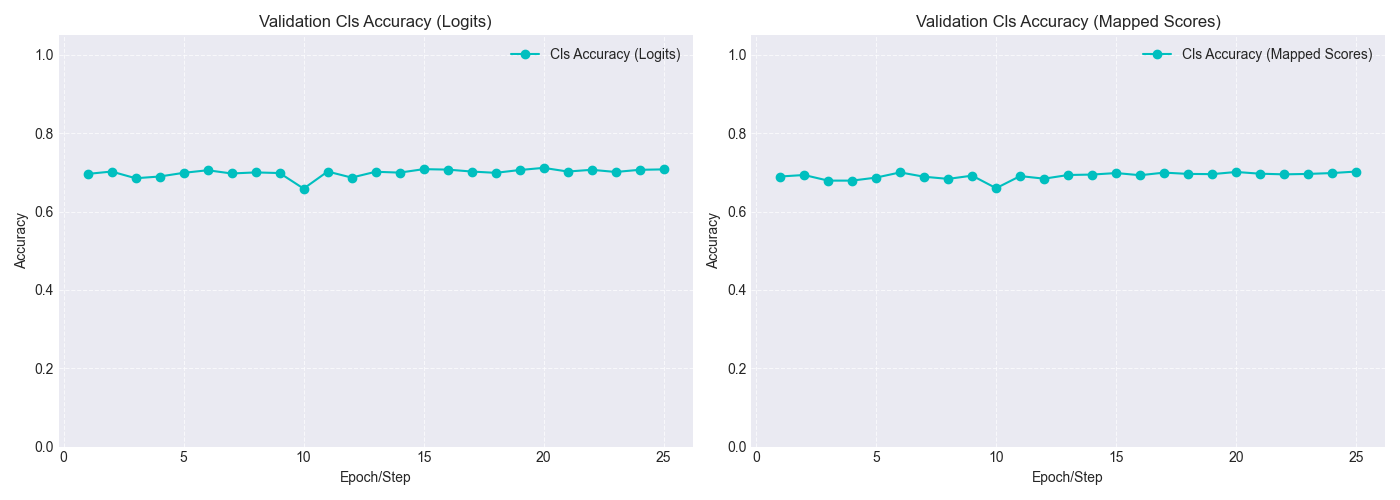 Validation Cls Accuracy (Logits)
Cls Accuracy (Logits)
1.0
0.8
0.6
0.4
0.2
0.0
Accuracy
0 5 10 15 20 25
Epoch/Step
Validation Cls Accuracy (Mapped Scores)
Cls Accuracy (Mapped Scores)
1.0
0.8
0.6
0.4
0.2
0.0
Accuracy
0 5 10 15 20 25
Epoch/Step